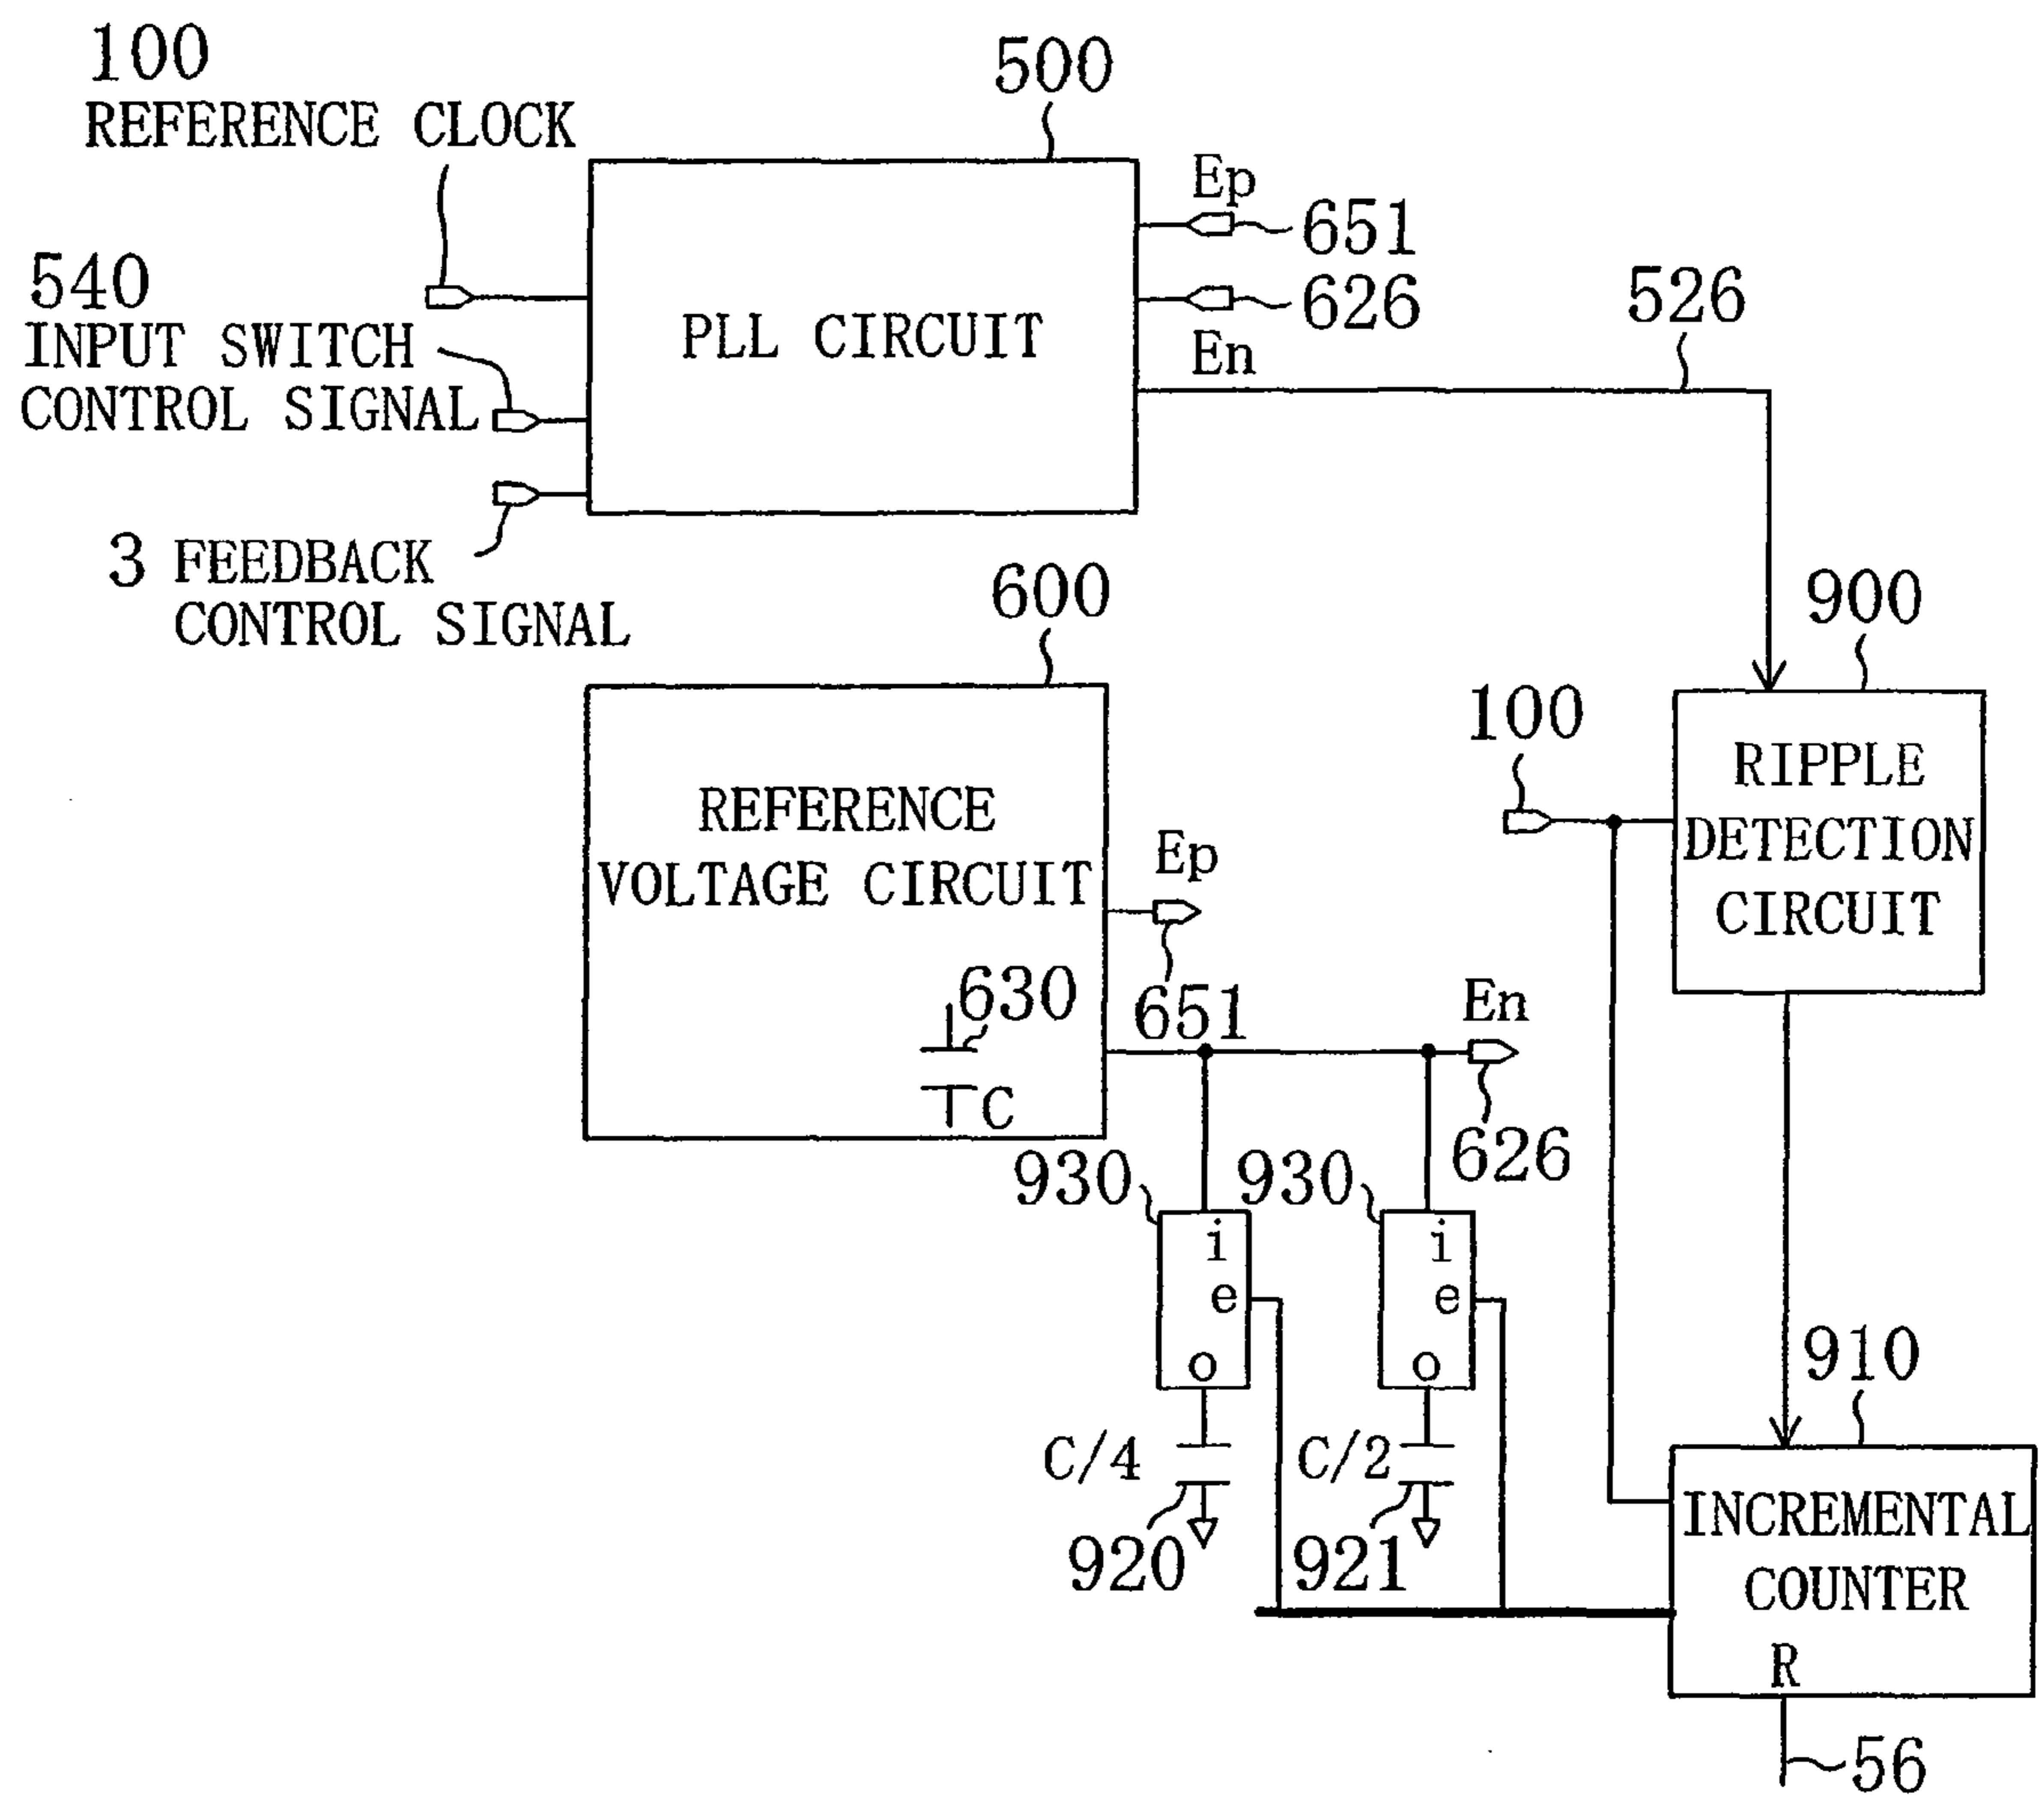 100
REFERENCE CLOCK
500
Ep
651
540
INPUT SWITCH
CONTROL SIGNAL
626
En
526
PLL CIRCUIT
3 FEEDBACK
CONTROL SIGNAL
600
900
100
RIPPLE
DETECTION
CIRCUIT
REFERENCE
VOLTAGE CIRCUIT
Ep
651
630
C
En
626
930
930
i
e
o
i
e
o
C/4
C/2
920
921
910
INCREMENTAL
COUNTER
R
56